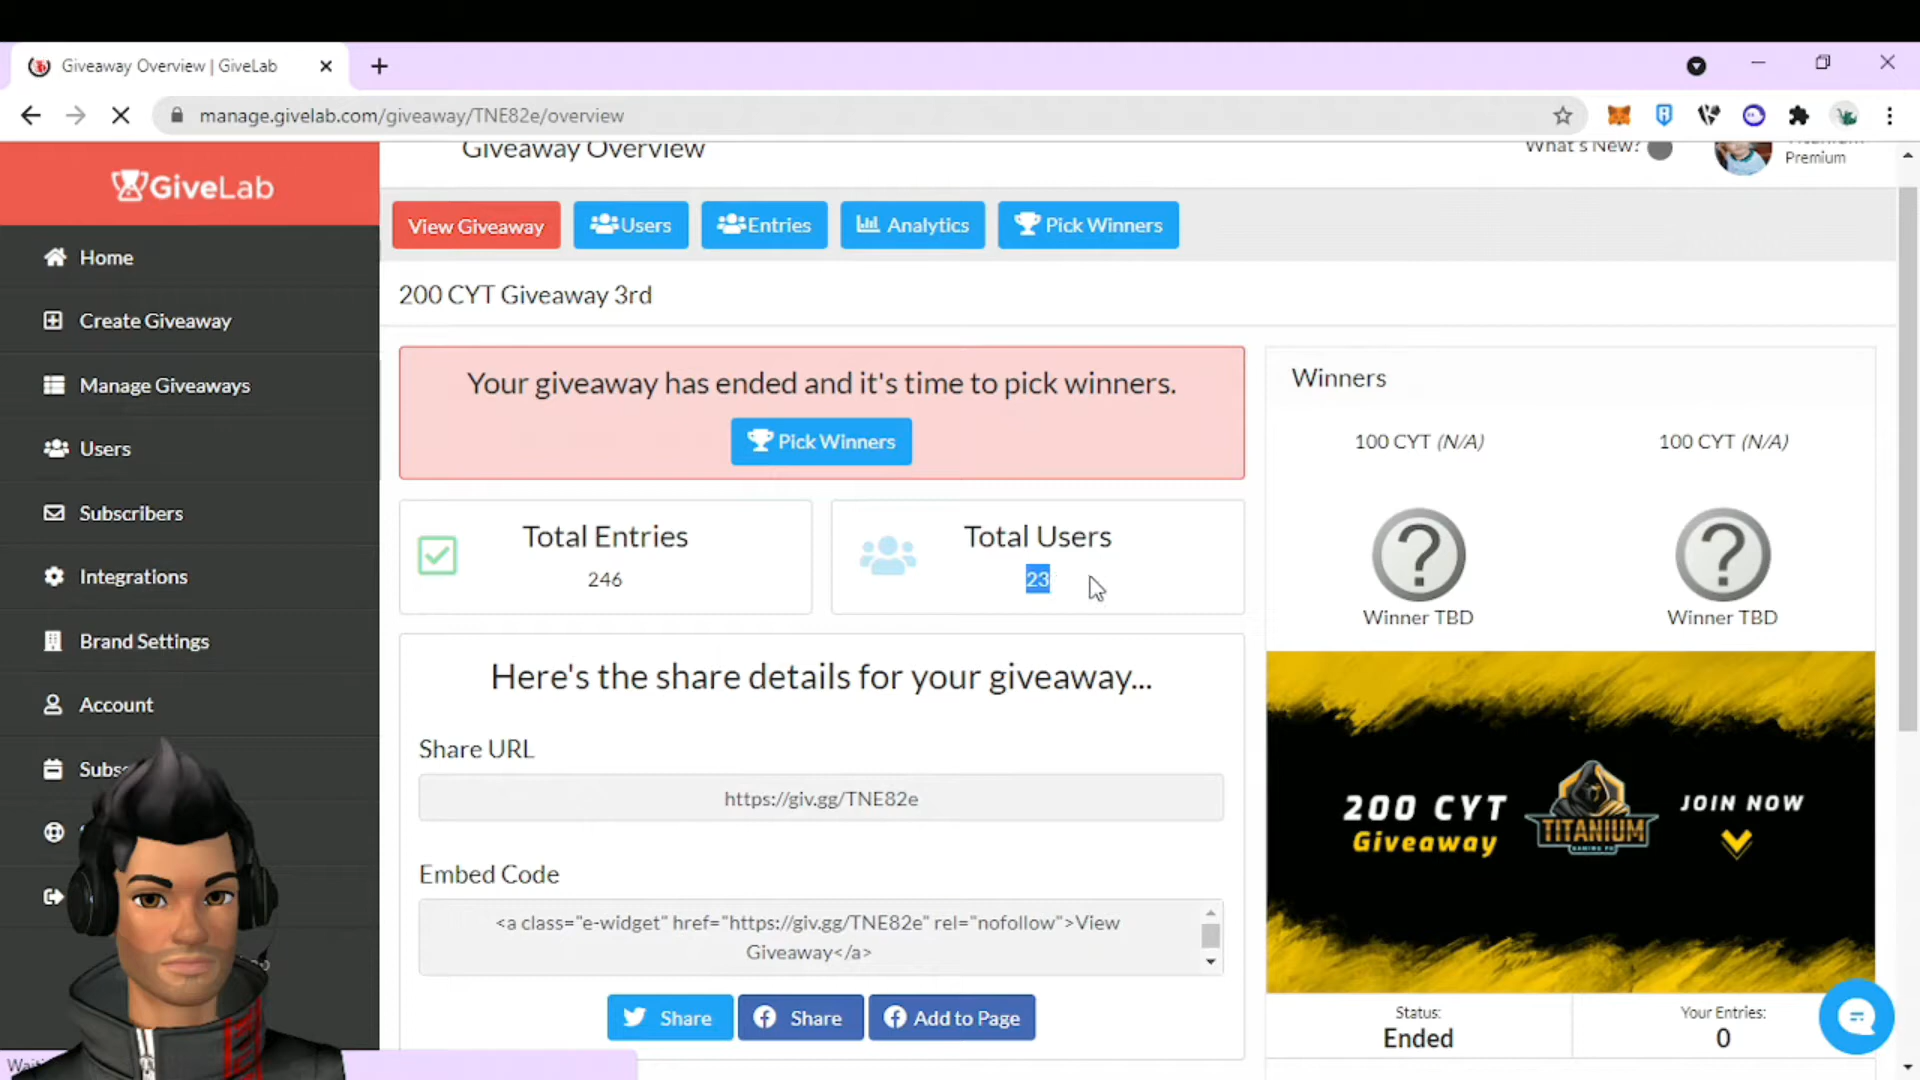 Giveaway Overview | GiveLab
manage.givelab.com/giveaway/TNE82e/overview
GiveLab
Giveaway Overview
What's New?
Premium
View Giveaway
Users
Entries
Analytics
Pick Winners
Home
Create Giveaway
Manage Giveaways
Users
Subscribers
Integrations
Brand Settings
Account
200 CYT Giveaway 3rd
Your giveaway has ended and it's time to pick winners.
Pick Winners
Total Entries
246
Total Users
23
Here's the share details for your giveaway...
Share URL
https://giv.gg/TNE82e
Embed Code
<a class="e-widget" href="https://giv.gg/TNE82e" rel="nofollow">View
Giveaway</a>
Share
Share
Add to Page
Winners
100 CYT (N/A)
100 CYT (N/A)
Winner TBD
Winner TBD
200 CYT
Giveaway
TITANIUM
GAMING PH
JOIN NOW
Status:
Ended
Your Entries:
0